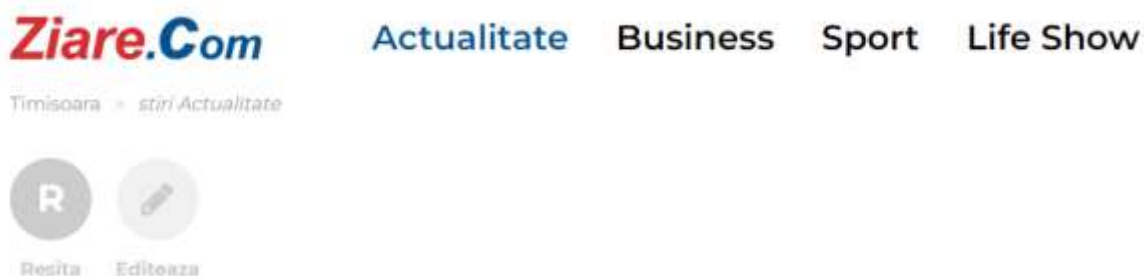 Ziare.Com
Actualitate Business Sport Life Show
Timisoara stiri Actualitate
R
Resita Editeaza